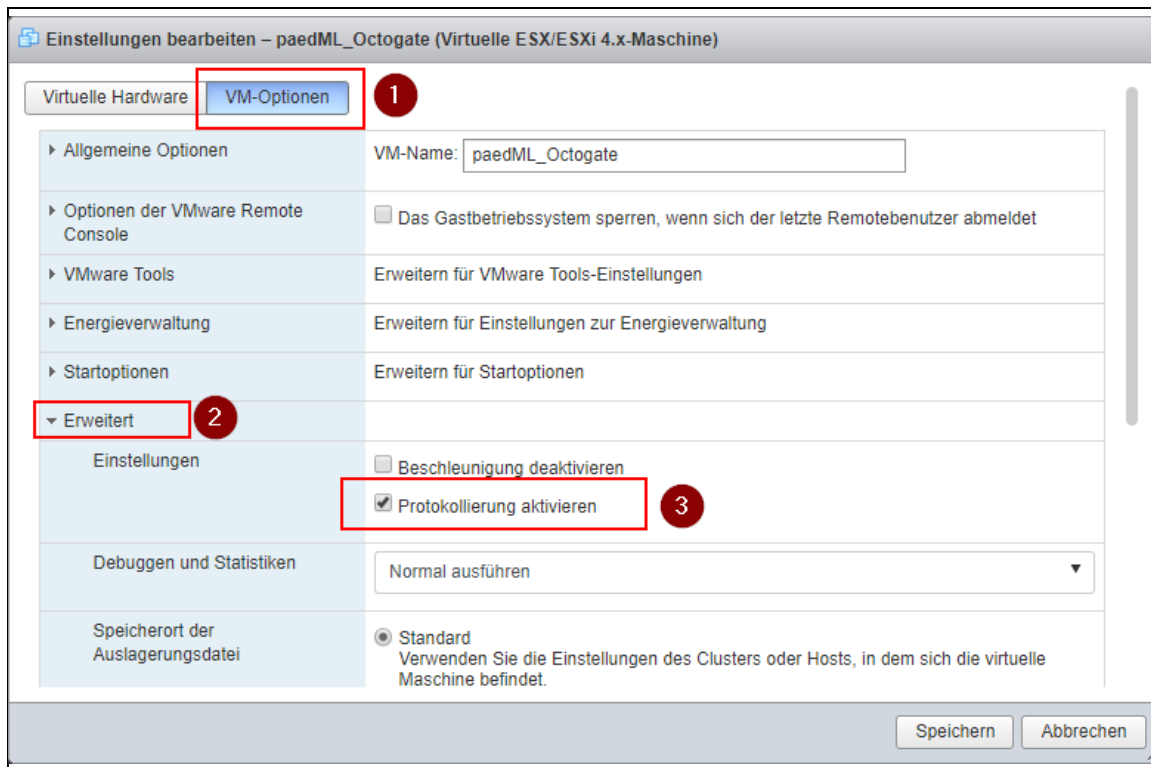 Einstellungen bearbeiten – paedML_Octogate (Virtuelle ESX/ESXi 4.x-Maschine)
Virtuelle Hardware VM-Optionen 1
Allgemeine Optionen VM-Name: paedML_Octogate
Optionen der VMware Remote
Console
Das Gastbetriebssystem sperren, wenn sich der letzte Remotebenutzer abmeldet
VMware Tools Erweitern für VMware Tools-Einstellungen
Energieverwaltung Erweitern für Einstellungen zur Energieverwaltung
Startoptionen Erweitern für Startoptionen
Erweitert 2
Einstellungen Beschleunigung deaktivieren
Protokollierung aktivieren 3
Debuggen und Statistiken Normal ausführen
Speicherort der
Auslagerungsdatei
Standard
Verwenden Sie die Einstellungen des Clusters oder Hosts, in dem sich die virtuelle
Maschine befindet.
Speichern Abbrechen